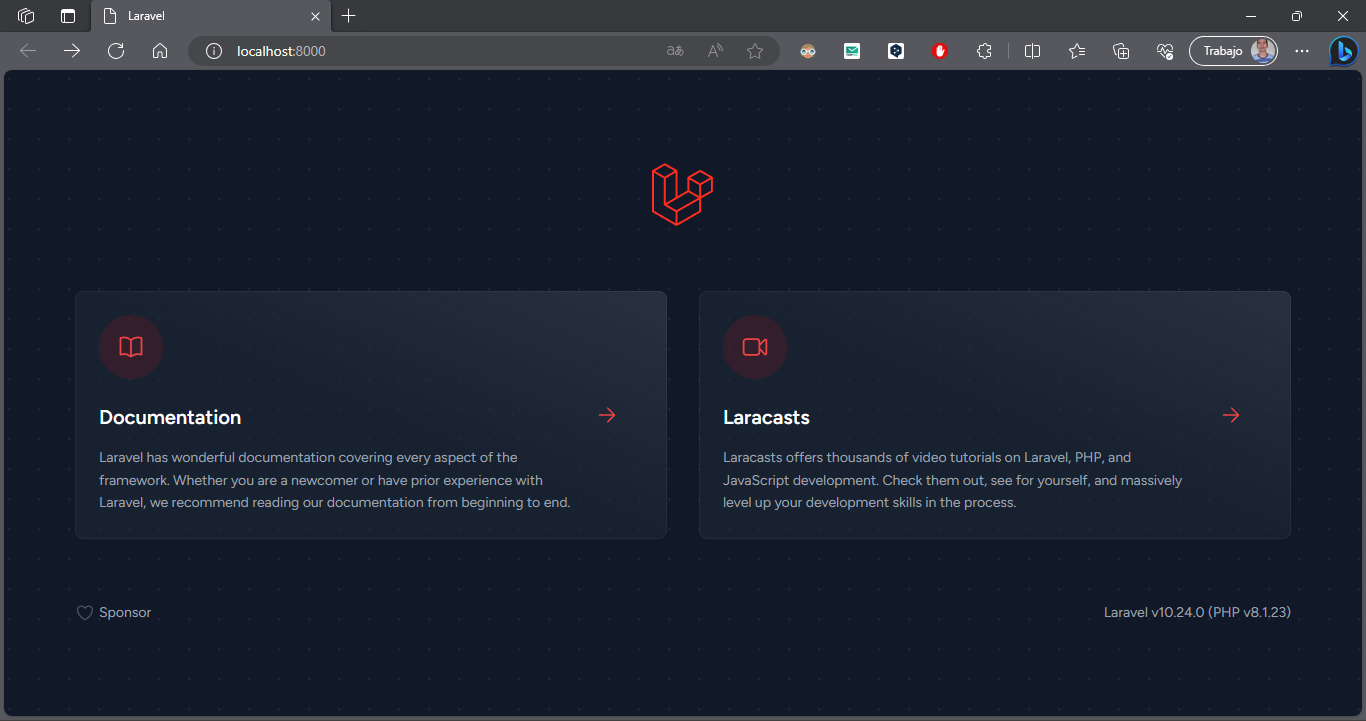 Laravel
localhost:8000
Trabajo
Documentation
Laravel has wonderful documentation covering every aspect of the
framework. Whether you are a newcomer or have prior experience with
Laravel, we recommend reading our documentation from beginning to end.
Laracasts
Laracasts offers thousands of video tutorials on Laravel, PHP, and
JavaScript development. Check them out, see for yourself, and massively
level up your development skills in the process.
Sponsor
Laravel v10.24.0 (PHP v8.1.23)